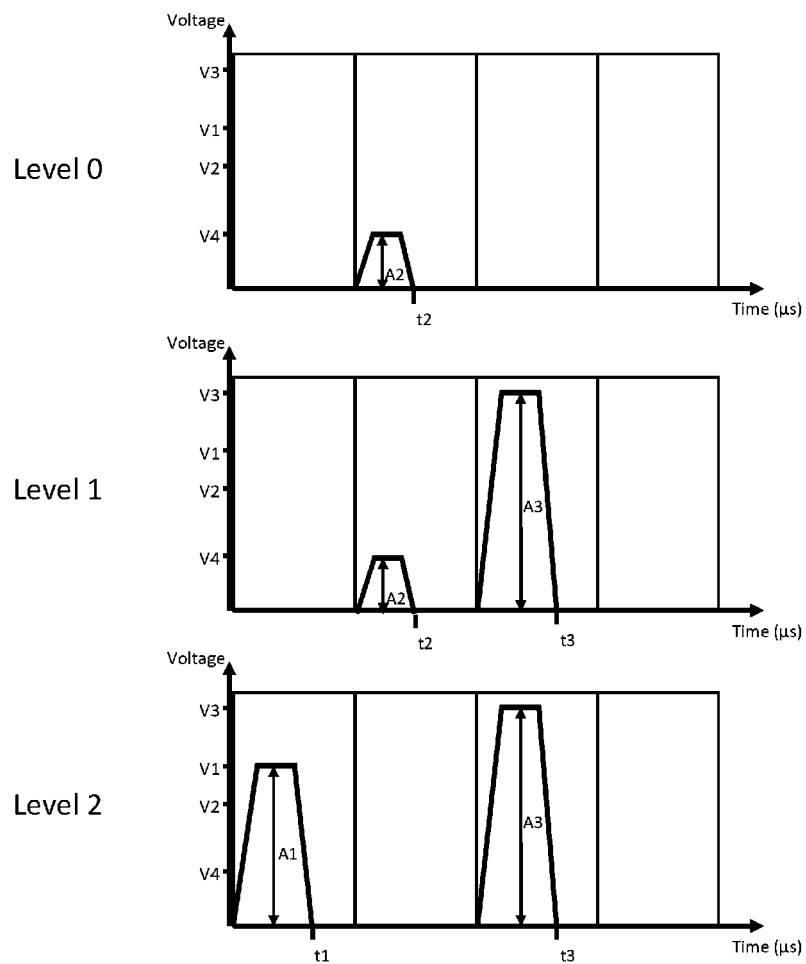 Voltage
V3
V1
Level 0
V2
V4
A2
t2
Time (µs)
Voltage
V3
V1
Level 1
V2
A3
V4
A2
t2
t3
Time (µs)
Voltage
V3
V1
Level 2
V2
A3
A1
V4
t1
t3
Time (µs)